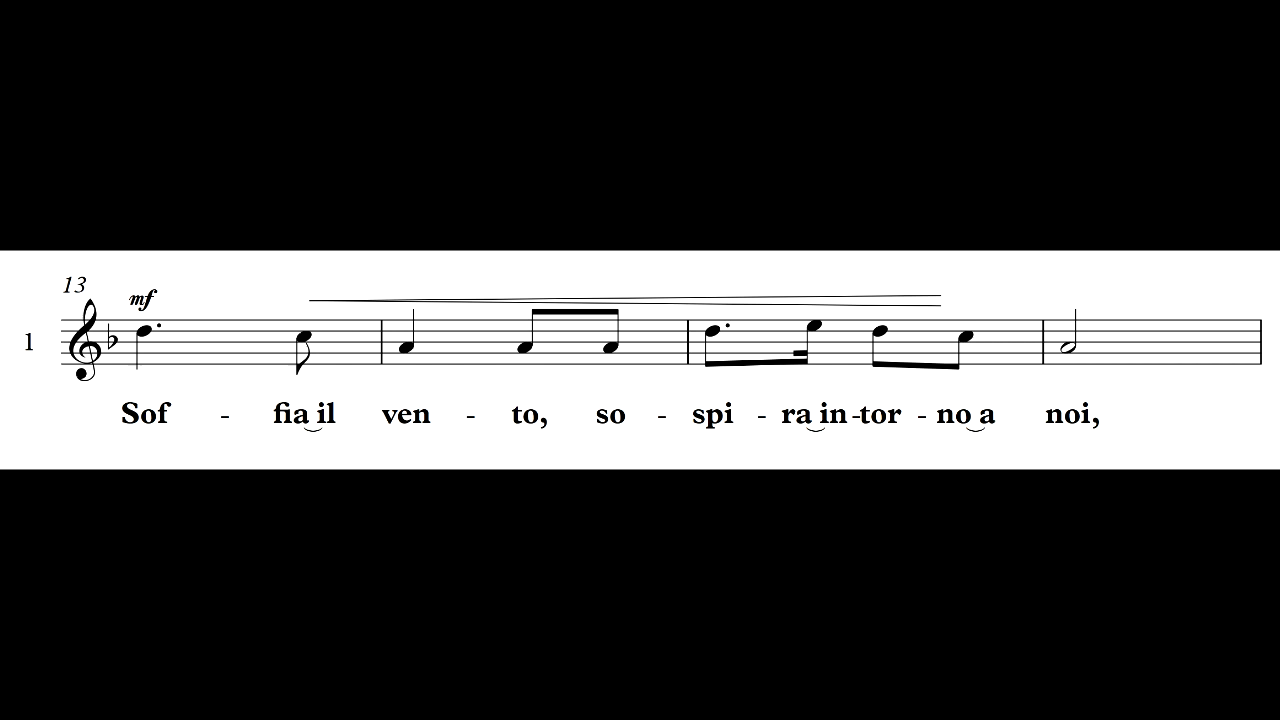 13
mf
1
Sof - fia il ven - to, so - spi - ra in - tor - no a noi,